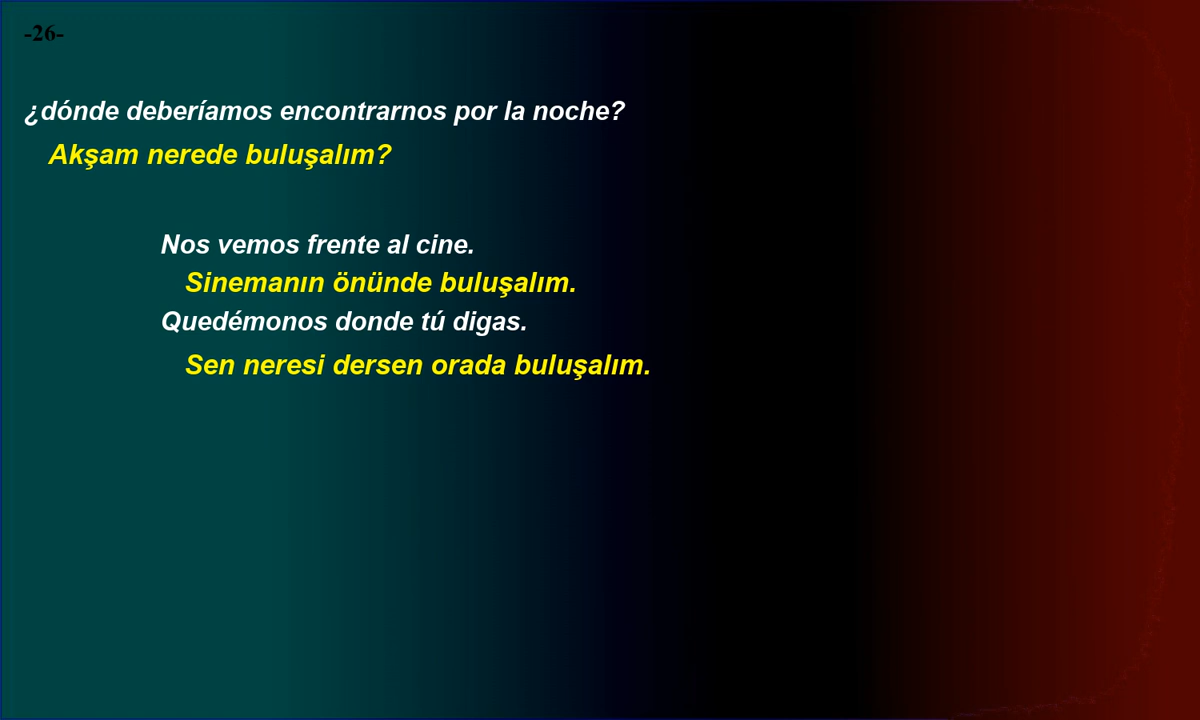 -26-
¿dónde deberíamos encontrarnos por la noche?
Akşam nerede buluşalım?
Nos vemos frente al cine.
Sinemanın önünde buluşalım.
Quedémonos donde tú digas.
Sen neresi dersen orada buluşalım.